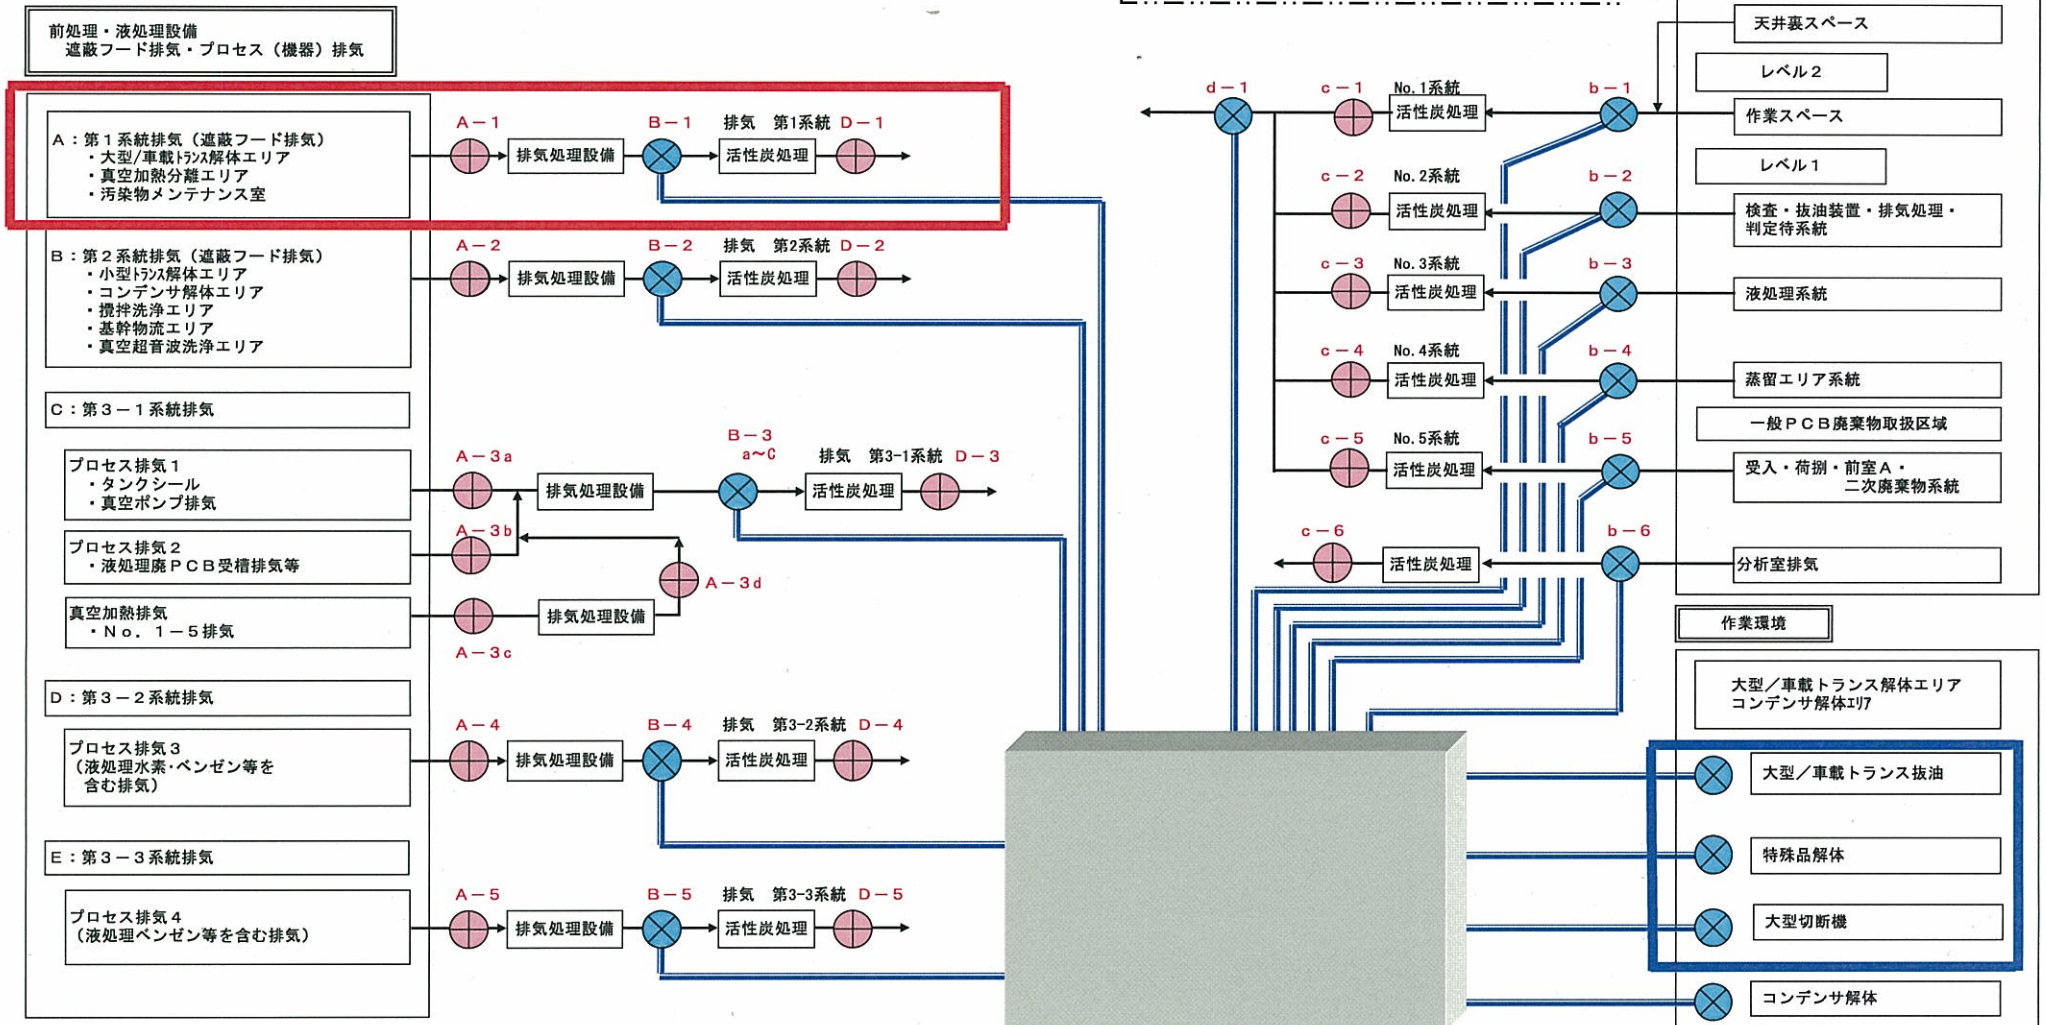 前処理・液処理設備
遮蔽フード排気・プロセス（機器）排気
A：第1系統排気（遮蔽フード排気）
・大型/車載ﾄﾗﾝｽ解体エリア
・真空加熱分離エリア
・汚染物メンテナンス室
A－1
排気処理設備
B－1
排気　第1系統
活性炭処理
D－1
B：第2系統排気（遮蔽フード排気）
・小型ﾄﾗﾝｽ解体エリア
・コンデンサ解体エリア
・攪拌洗浄エリア
・基幹物流エリア
・真空超音波洗浄エリア
A－2
排気処理設備
B－2
排気　第2系統
活性炭処理
D－2
C：第3－1系統排気
プロセス排気1
・タンクシール
・真空ポンプ排気
A－3a
排気処理設備
B－3
a～C
排気　第3-1系統
活性炭処理
D－3
プロセス排気2
・液処理廃PCB受槽排気等
A－3b
A－3d
真空加熱排気
・No．1－5排気
A－3c
排気処理設備
D：第3－2系統排気
プロセス排気3
（液処理水素･ベンゼン等を
含む排気）
A－4
排気処理設備
B－4
排気　第3-2系統
活性炭処理
D－4
E：第3－3系統排気
プロセス排気4
（液処理ベンゼン等を含む排気）
A－5
排気処理設備
B－5
排気　第3-3系統
活性炭処理
D－5
天井裏スペース
レベル2
d－1
c－1
No.1系統
活性炭処理
b－1
作業スペース
レベル1
c－2
No.2系統
活性炭処理
b－2
検査・抜油装置・排気処理・
判定待系統
c－3
No.3系統
活性炭処理
b－3
液処理系統
c－4
No.4系統
活性炭処理
b－4
蒸留エリア系統
一般PCB廃棄物取扱区域
c－5
No.5系統
活性炭処理
b－5
受入・荷捌・前室A・
二次廃棄物系統
c－6
活性炭処理
b－6
分析室排気
作業環境
大型／車載トランス解体エリア
コンデンサ解体ｴﾘｱ
大型／車載トランス抜油
特殊品解体
大型切断機
コンデンサ解体